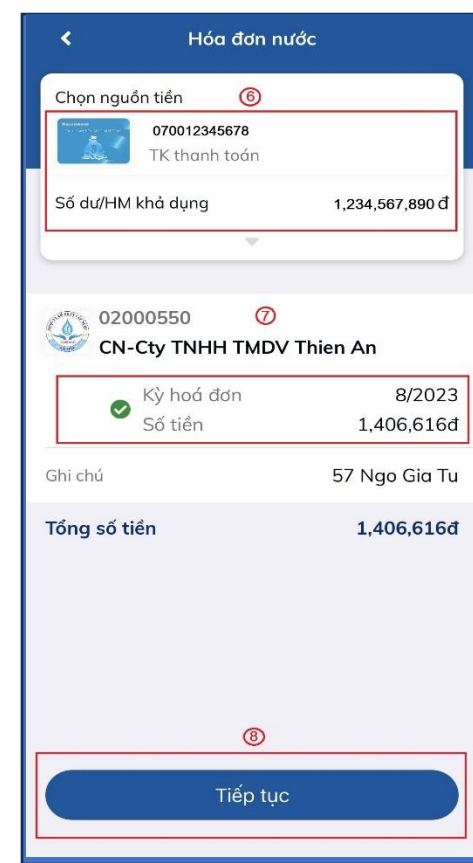 Hóa đơn nước
Chọn nguồn tiền ⑥
070012345678
TK thanh toán
Số dư/HM khả dụng 1,234,567,890 đ
02000550 ⑦
CN-Cty TNHH TMDV Thien An
Kỳ hoá đơn 8/2023
Số tiền 1,406,616đ
Ghi chú 57 Ngo Gia Tu
Tổng số tiền 1,406,616đ
⑧
Tiếp tục